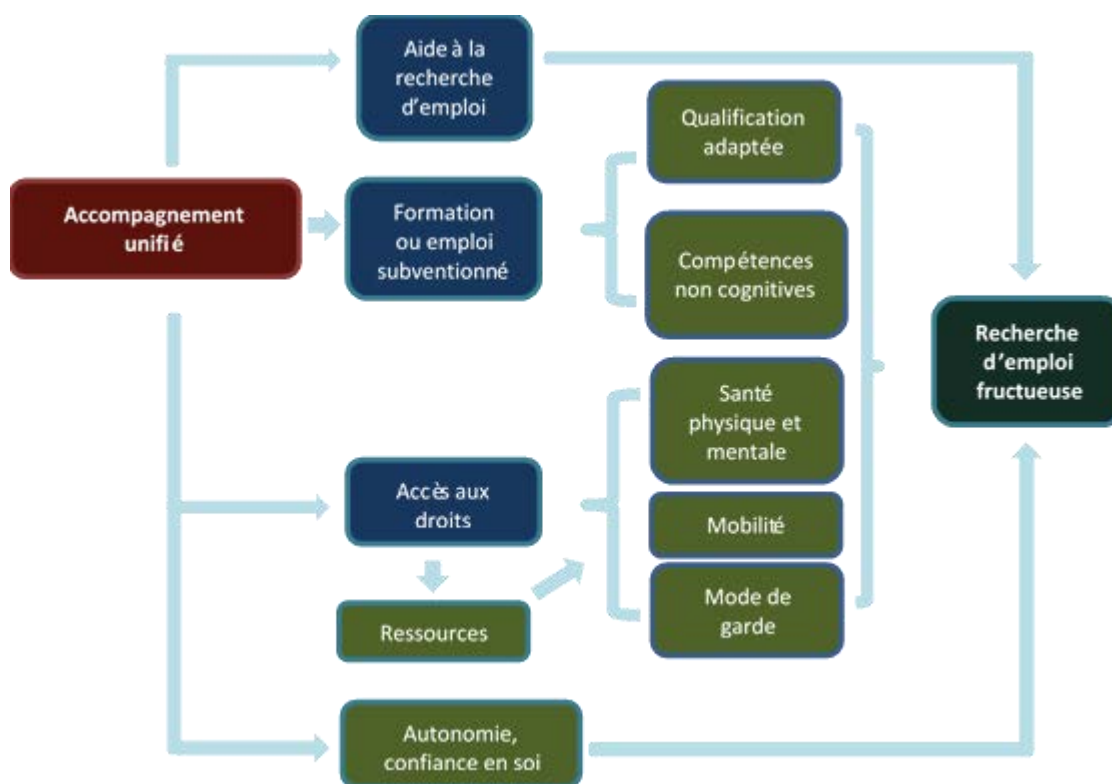 Aide à la
recherche
d'emploi
Qualification
adaptée
Accompagnement
unifié
Formation
ou emploi
subventionné
Compétences
non cognitives
Recherche
d'emploi
fructueuse
Santé
physique et
mentale
Accès aux
droits
Mobilité
Mode de
garde
Ressources
Autonomie,
confiance en soi